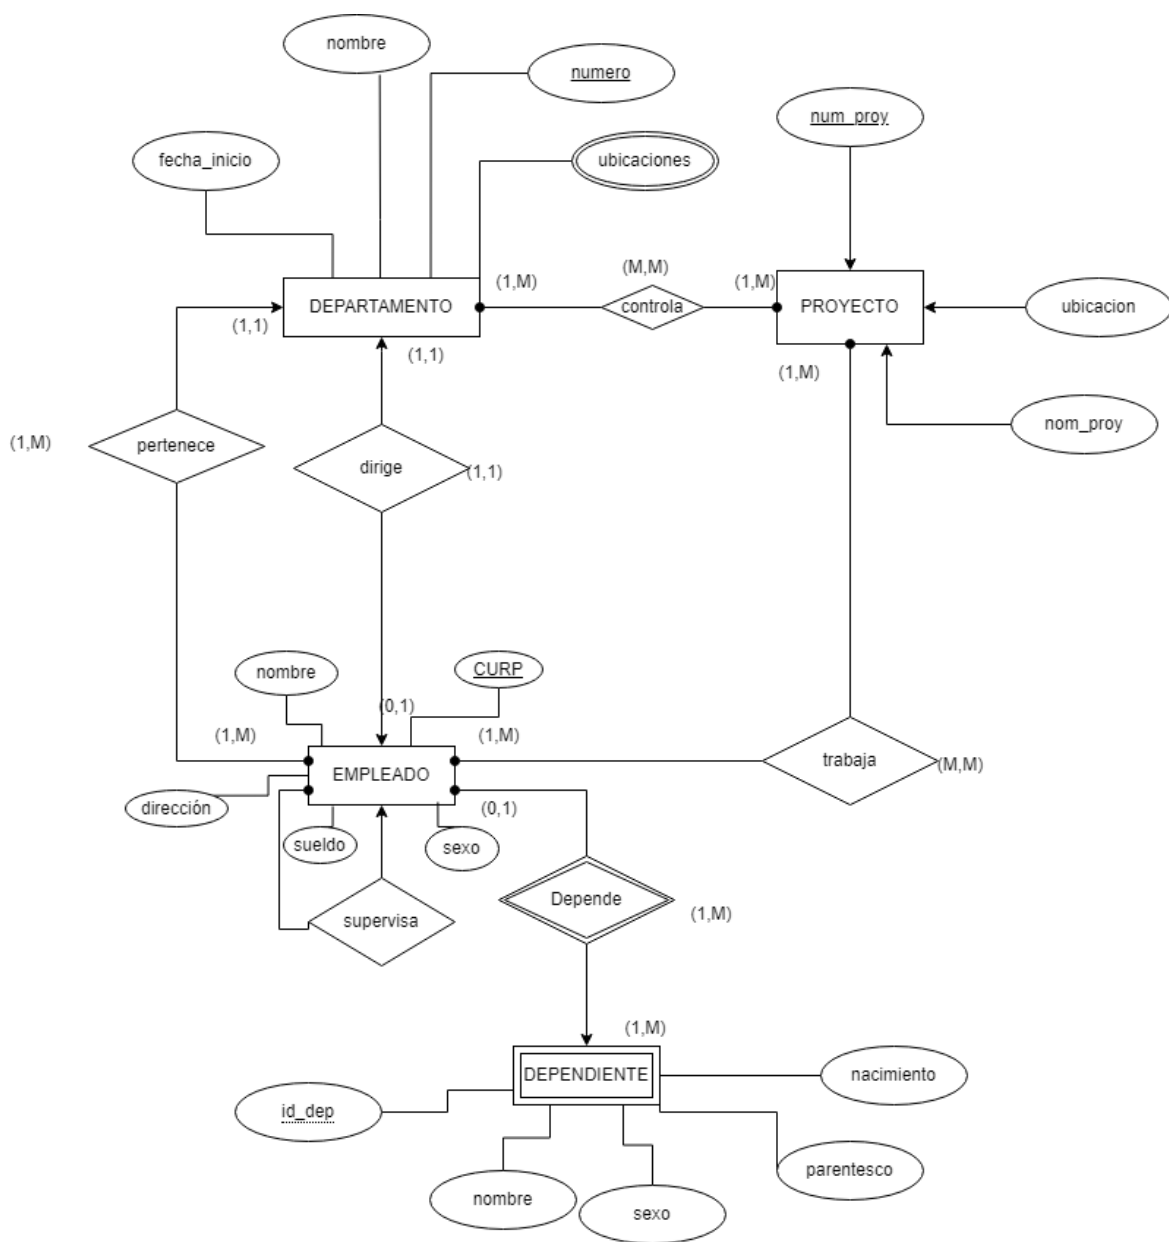 nombre
numero
num_proy
fecha_inicio
ubicaciones
(M,M)
(1,M)
(1,M)
DEPARTAMENTO
controla
PROYECTO
ubicacion
(1,1)
(1,1)
(1,M)
nom_proy
(1,M)
pertenece
dirige
(1,1)
nombre
CURP
(0,1)
(1,M)
(1,M)
trabaja
(M,M)
EMPLEADO
dirección
(0,1)
sueldo
sexo
Depende
(1,M)
supervisa
(1,M)
DEPENDIENTE
nacimiento
id_dep
parentesco
nombre
sexo